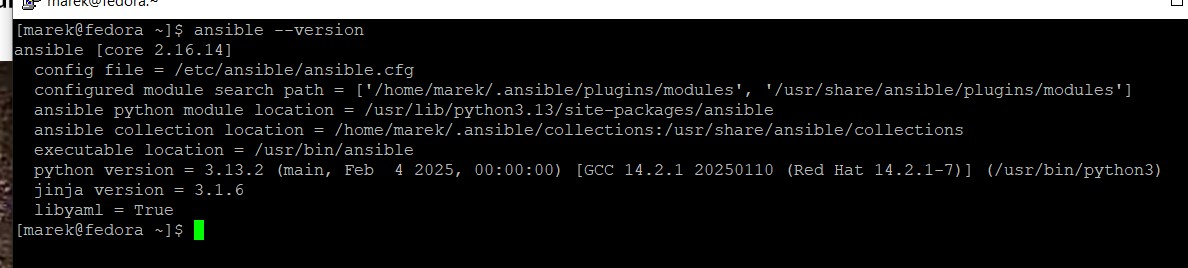 marek@fedora:~
[marek@fedora ~]$ ansible --version
ansible [core 2.16.14]
  config file = /etc/ansible/ansible.cfg
  configured module search path = ['/home/marek/.ansible/plugins/modules', '/usr/share/ansible/plugins/modules']
  ansible python module location = /usr/lib/python3.13/site-packages/ansible
  ansible collection location = /home/marek/.ansible/collections:/usr/share/ansible/collections
  executable location = /usr/bin/ansible
  python version = 3.13.2 (main, Feb  4 2025, 00:00:00) [GCC 14.2.1 20250110 (Red Hat 14.2.1-7)] (/usr/bin/python3)
  jinja version = 3.1.6
  libyaml = True
[marek@fedora ~]$